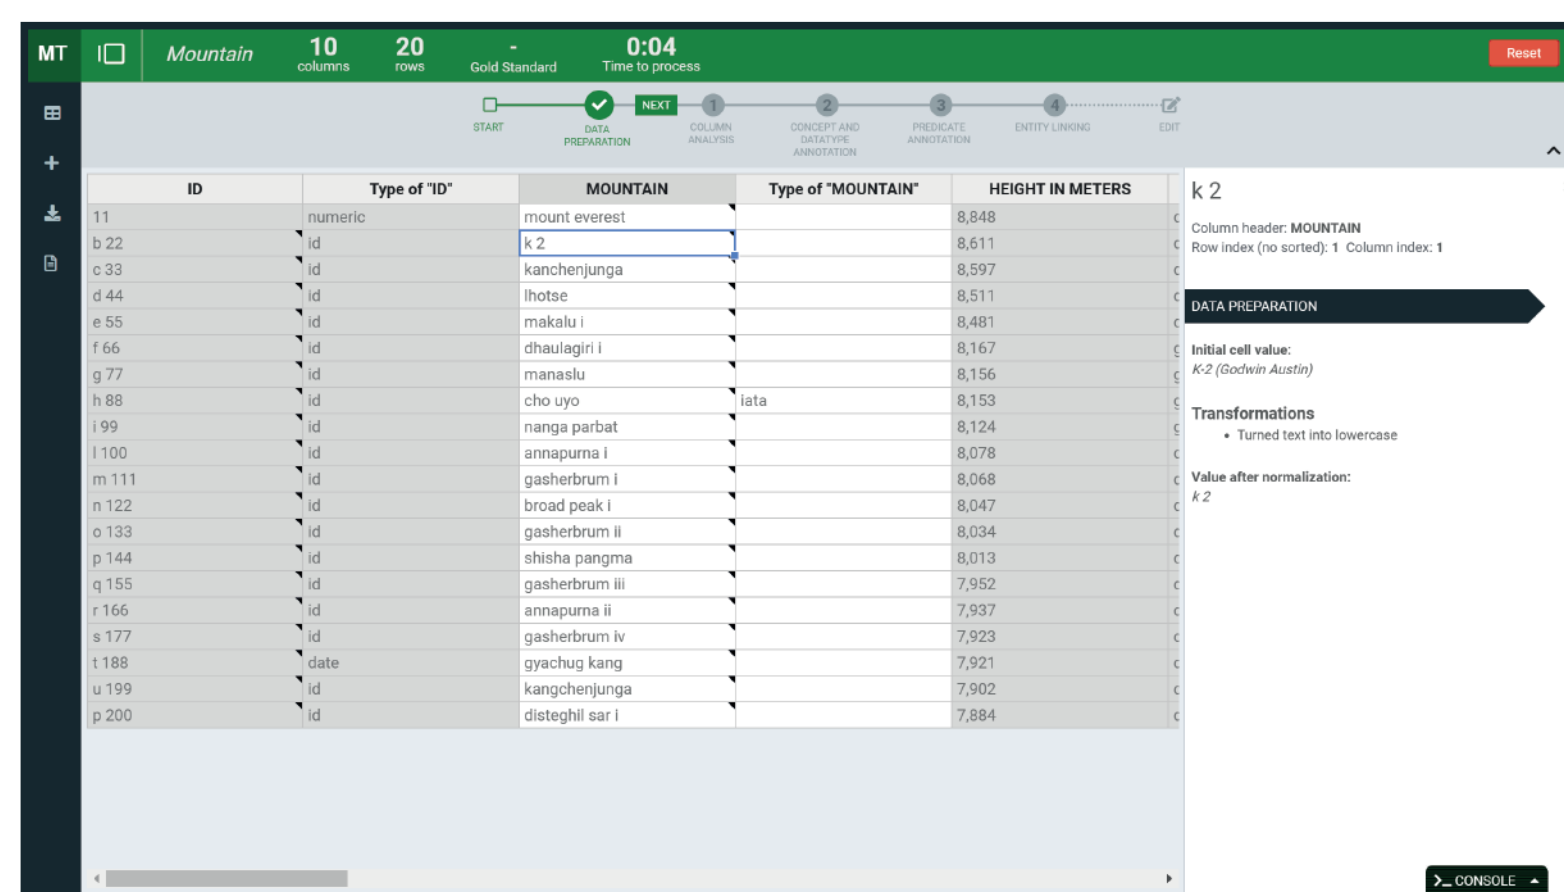 MT Mountain 10 20 - 0:04 Reset
columns rows Gold Standard Time to process
NEXT 1 2 3 4
START DATA PREPARATION COLUMN ANALYSIS CONCEPT AND DATATYPE ANNOTATION PREDICATE ANNOTATION ENTITY LINKING EDIT
ID Type of "ID" MOUNTAIN Type of "MOUNTAIN" HEIGHT IN METERS
11 numeric mount everest 8,848
b 22 id k 2 8,611
c 33 id kanchenjunga 8,597
d 44 id lhotse 8,511
e 55 id makalu i 8,481
f 66 id dhaulagiri i 8,167
g 77 id manaslu 8,156
h 88 id cho uyo iata 8,153
i 99 id nanga parbat 8,124
l 100 id annapurna i 8,078
m 111 id gasherbrum i 8,068
n 122 id broad peak i 8,047
o 133 id gasherbrum ii 8,034
p 144 id shisha pangma 8,013
q 155 id gasherbrum iii 7,952
r 166 id annapurna ii 7,937
s 177 id gasherbrum iv 7,923
t 188 date gyachug kang 7,921
u 199 id kangchenjunga 7,902
p 200 id disteghil sar i 7,884
k 2
Column header: MOUNTAIN
Row index (no sorted): 1 Column index: 1
DATA PREPARATION
Initial cell value:
K-2 (Godwin Austin)
Transformations
• Turned text into lowercase
Value after normalization:
k 2
>_ CONSOLE